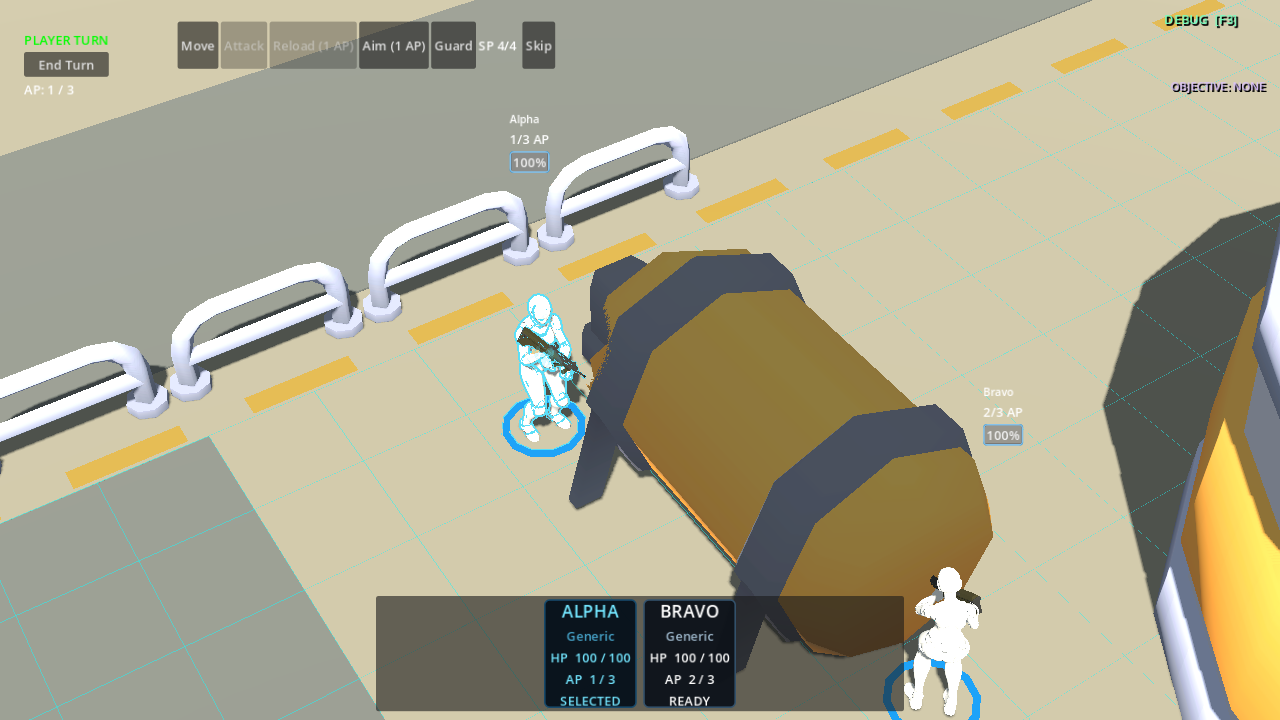 PLAYER TURN
End Turn
AP: 1 / 3
Move
Attack
Reload (1 AP)
Aim (1 AP)
Guard
SP 4/4
Skip
DEBUG [F3]
OBJECTIVE: NONE
Alpha
1/3 AP
100%
Bravo
2/3 AP
100%
ALPHA
Generic
HP 100 / 100
AP 1 / 3
SELECTED
BRAVO
Generic
HP 100 / 100
AP 2 / 3
READY